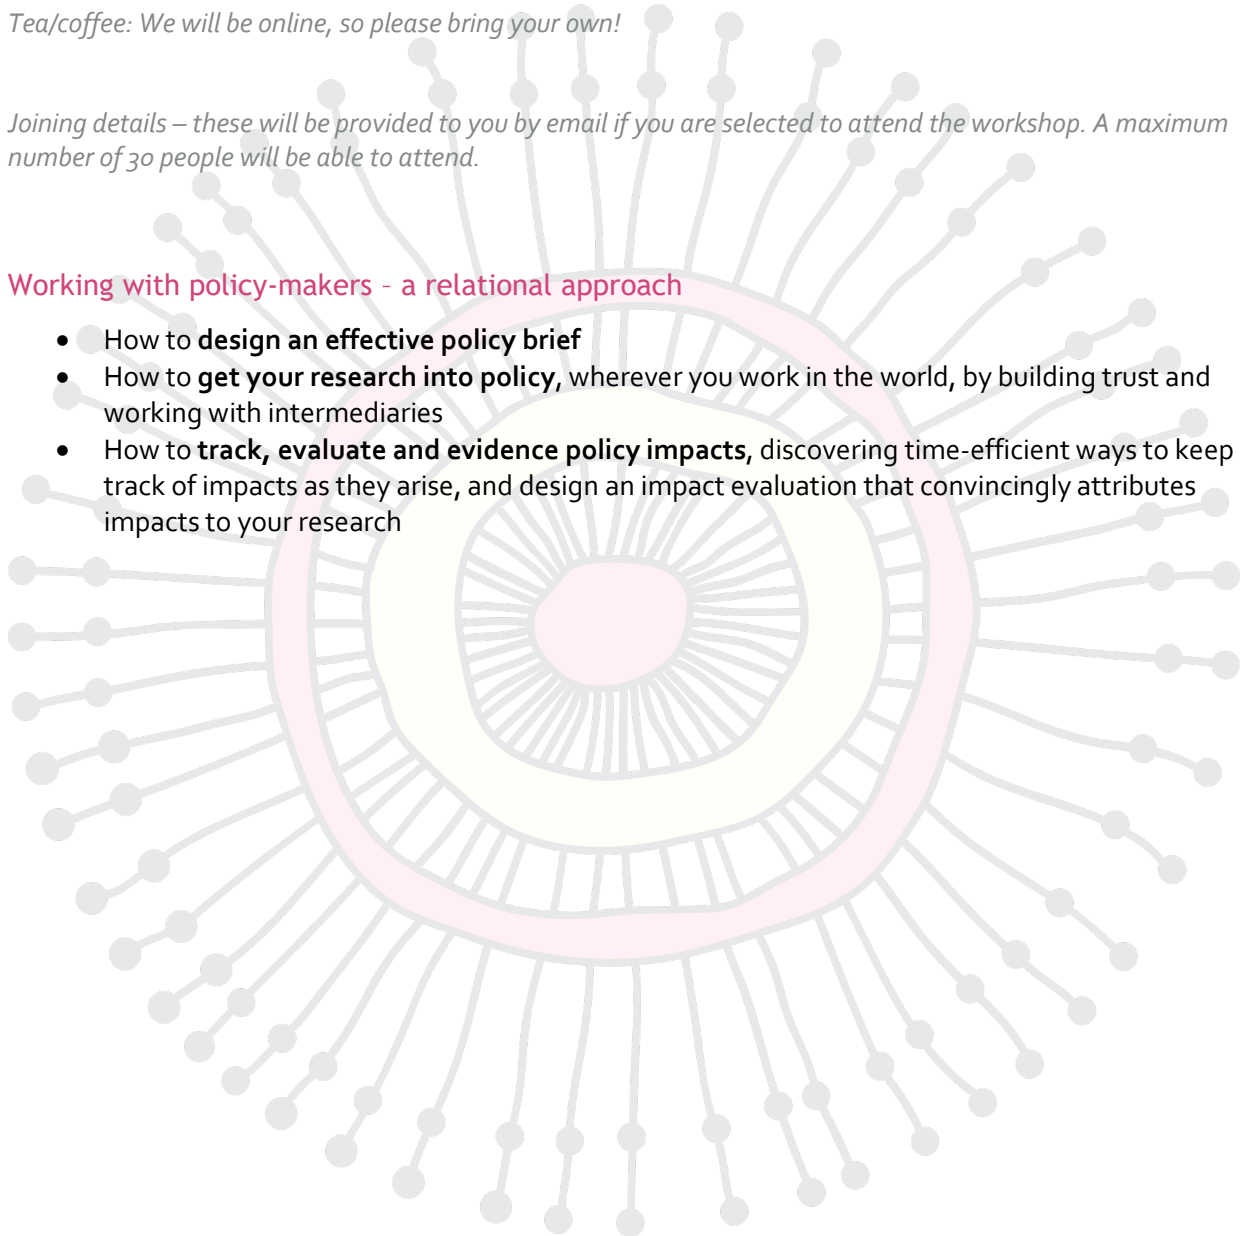 Tea/coffee: We will be online, so please bring your own!
Joining details – these will be provided to you by email if you are selected to attend the workshop. A maximum
number of 30 people will be able to attend.
Working with policy-makers – a relational approach
• How to design an effective policy brief
• How to get your research into policy, wherever you work in the world, by building trust and
working with intermediaries
• How to track, evaluate and evidence policy impacts, discovering time-efficient ways to keep
track of impacts as they arise, and design an impact evaluation that convincingly attributes
impacts to your research